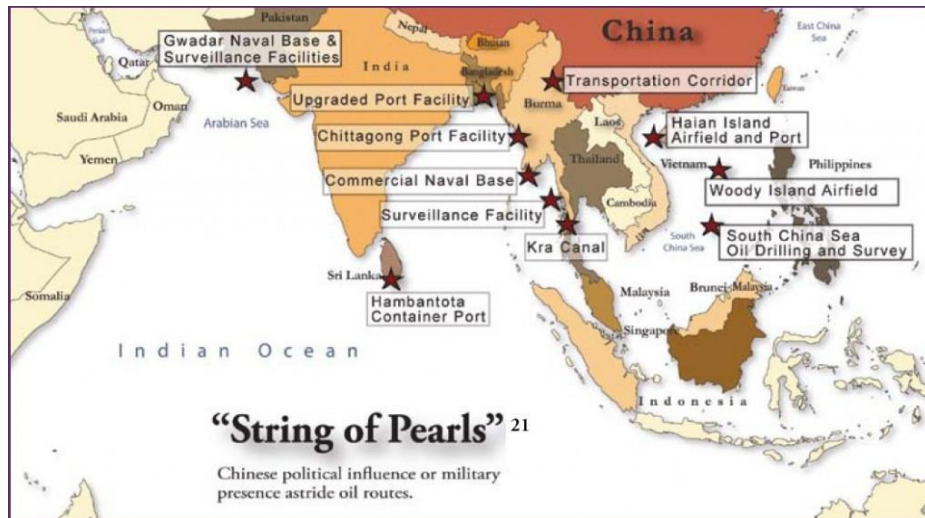 Pakistan
Nepal
China
East China
Sea
Persian
Gulf
Gwadar Naval Base &
Surveillance Facilities
Bhutan
Qatar
India
Bangladesh
Transportation Corridor
Taiwan
Upgraded Port Facility
Burma
Oman
Saudi Arabia
Arabian Sea
Laos
Haian Island
Airfield and Port
Chittagong Port Facility
Thailand
Yemen
Vietnam
Philippines
Commercial Naval Base
Woody Island Airfield
Cambodia
Surveillance Facility
South
China Sea
South China Sea
Oil Drilling and Survey
Kra Canal
Sri Lanka
Somalia
Malaysia
Brunei
Malaysia
Hambantota
Container Port
Singapore
Indian Ocean
Indonesia
“String of Pearls” 21
Chinese political influence or military
presence astride oil routes.